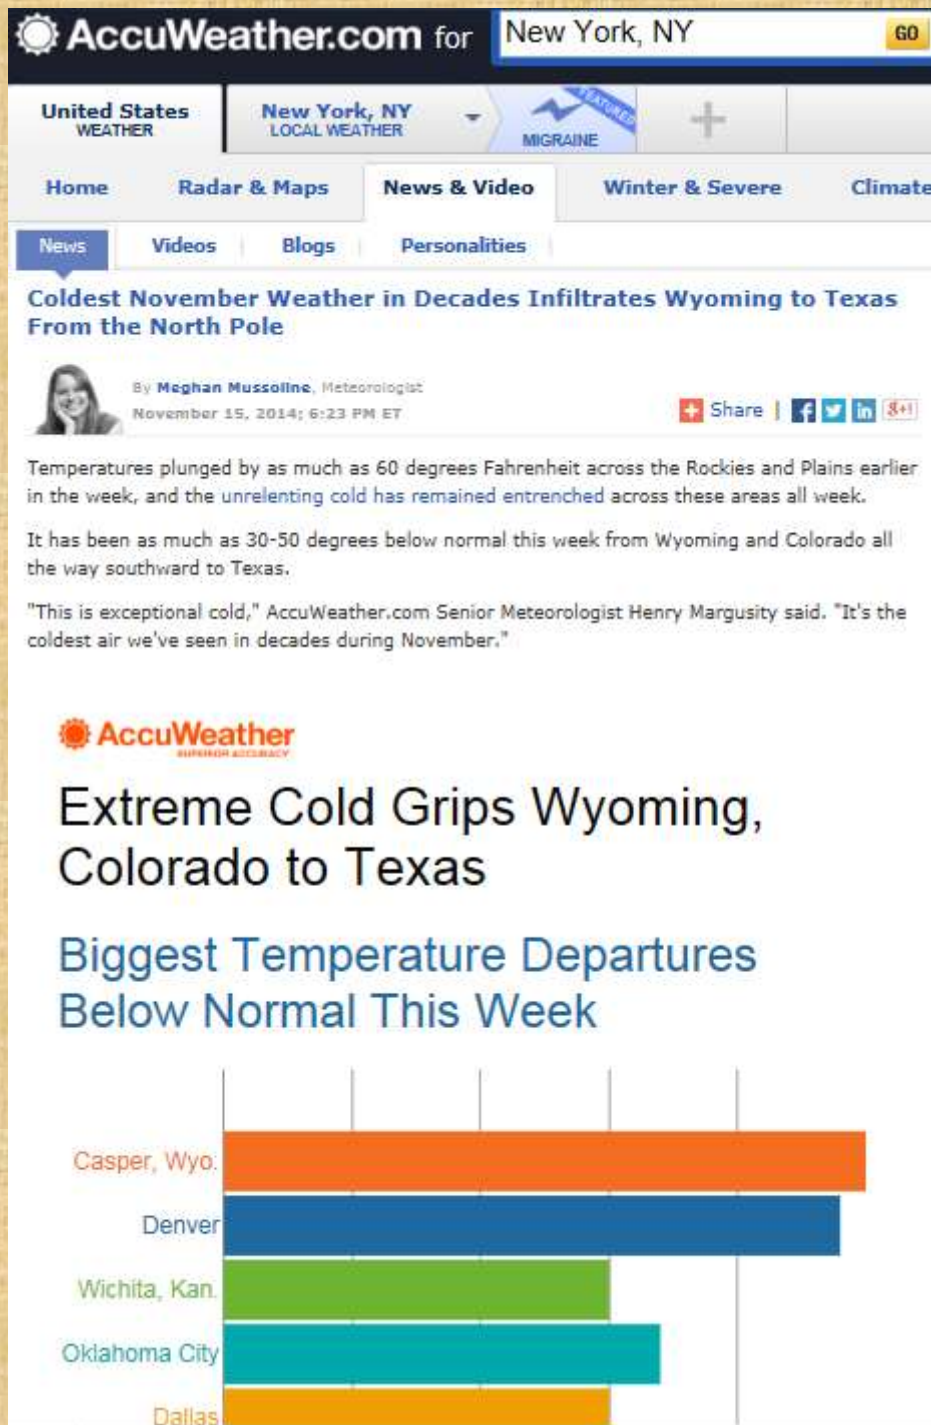 AccuWeather.com for New York, NY GO
United States New York, NY FEATURED
WEATHER LOCAL WEATHER MIGRAINE
Home Radar & Maps News & Video Winter & Severe Climate
News Videos Blogs Personalities
Coldest November Weather in Decades Infiltrates Wyoming to Texas
From the North Pole
By Meghan Mussoline, Meteorologist
November 15, 2014; 6:23 PM ET Share | f in g+1
Temperatures plunged by as much as 60 degrees Fahrenheit across the Rockies and Plains earlier
in the week, and the unrelenting cold has remained entrenched across these areas all week.
It has been as much as 30-50 degrees below normal this week from Wyoming and Colorado all
the way southward to Texas.
"This is exceptional cold," AccuWeather.com Senior Meteorologist Henry Margusity said. "It's the
coldest air we've seen in decades during November."
AccuWeather
SUPERIOR ACCURACY
Extreme Cold Grips Wyoming,
Colorado to Texas
Biggest Temperature Departures
Below Normal This Week
Casper, Wyo.
Denver
Wichita, Kan.
Oklahoma City
Dallas